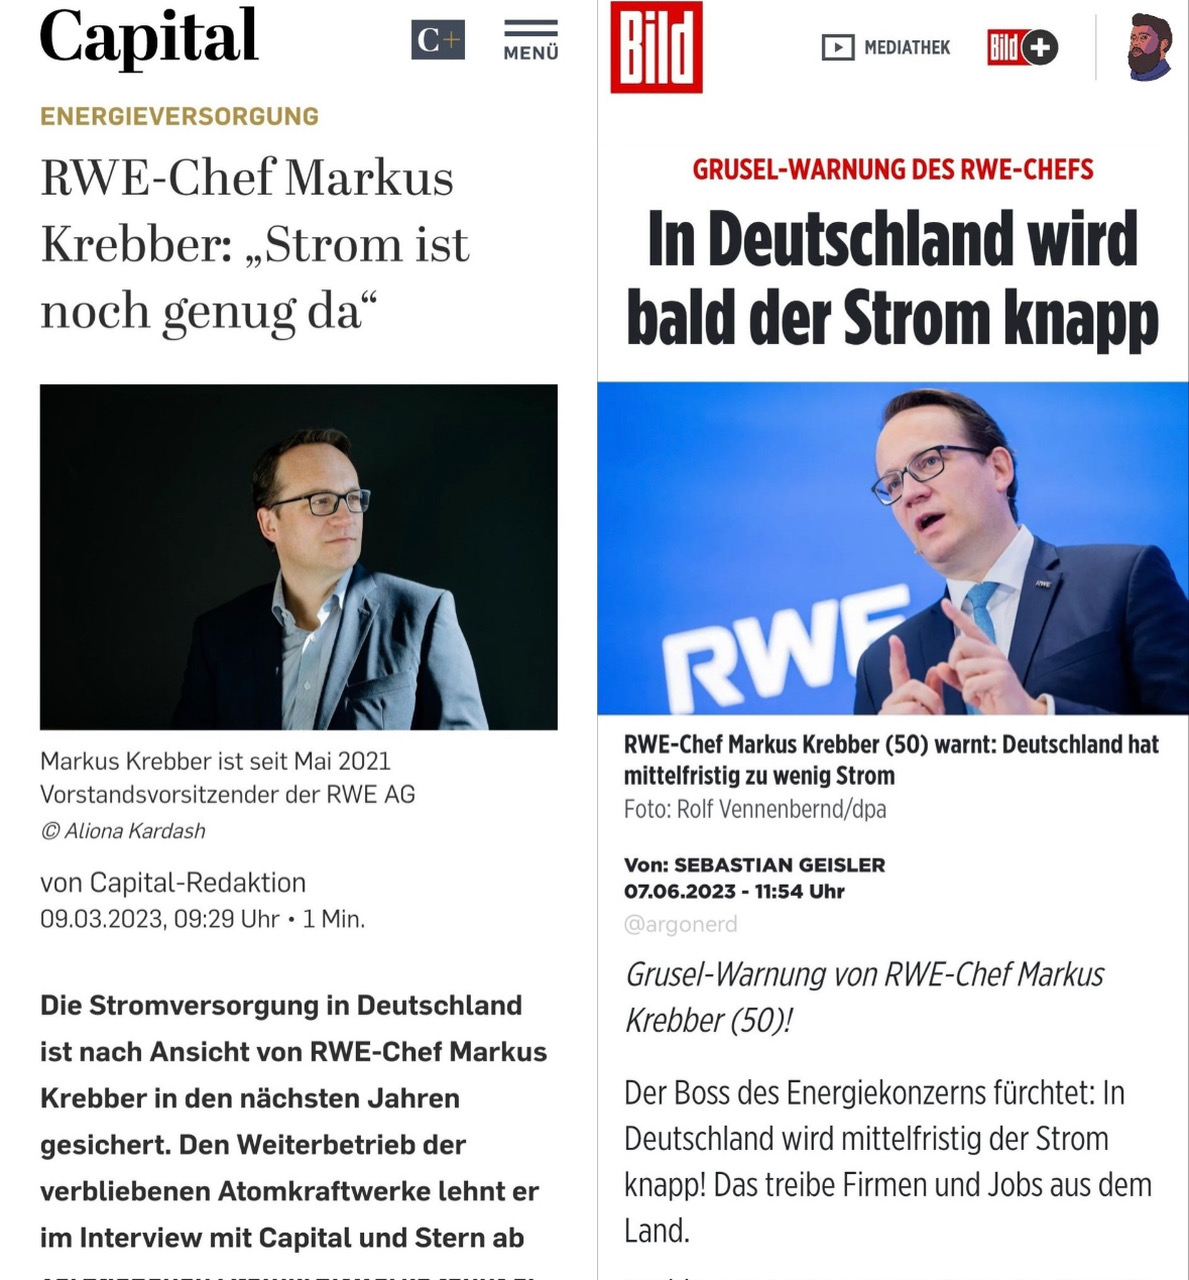 Capital
C+
MENÜ
ENERGIEVERSORGUNG
RWE-Chef Markus
Krebber: „Strom ist
noch genug da“
Markus Krebber ist seit Mai 2021
Vorstandsvorsitzender der RWE AG
© Aliona Kardash
von Capital-Redaktion
09.03.2023, 09:29 Uhr • 1 Min.
Die Stromversorgung in Deutschland
ist nach Ansicht von RWE-Chef Markus
Krebber in den nächsten Jahren
gesichert. Den Weiterbetrieb der
verbliebenen Atomkraftwerke lehnt er
im Interview mit Capital und Stern ab
Bild
MEDIATHEK
Bild+
GRUSEL-WARNUNG DES RWE-CHEFS
In Deutschland wird
bald der Strom knapp
RWE
RWE
RWE-Chef Markus Krebber (50) warnt: Deutschland hat
mittelfristig zu wenig Strom
Foto: Rolf Vennenbernd/dpa
Von: SEBASTIAN GEISLER
07.06.2023 - 11:54 Uhr
@argonerd
Grusel-Warnung von RWE-Chef Markus
Krebber (50)!
Der Boss des Energiekonzerns fürchtet: In
Deutschland wird mittelfristig der Strom
knapp! Das treibe Firmen und Jobs aus dem
Land.